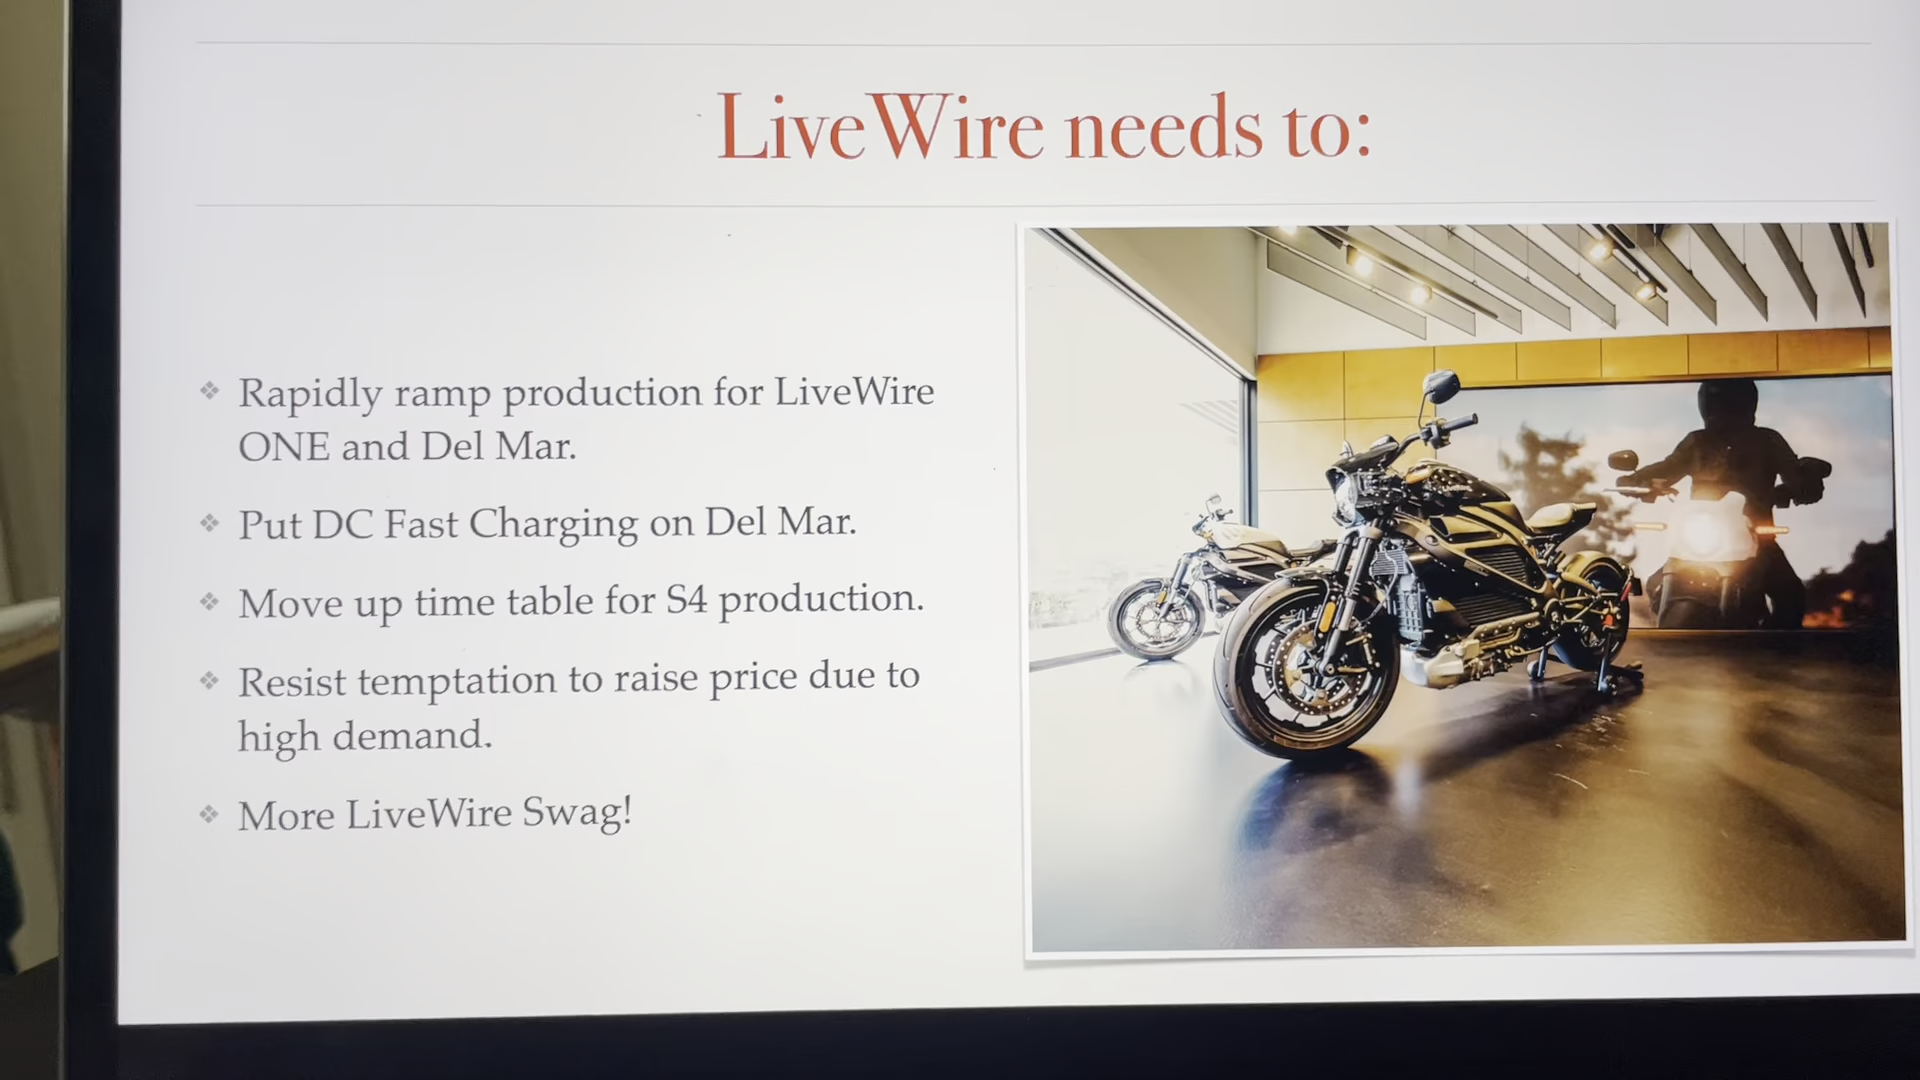 LiveWire needs to:
Rapidly ramp production for LiveWire
ONE and Del Mar.
Put DC Fast Charging on Del Mar.
Move up time table for S4 production.
Resist temptation to raise price due to
high demand.
More LiveWire Swag!